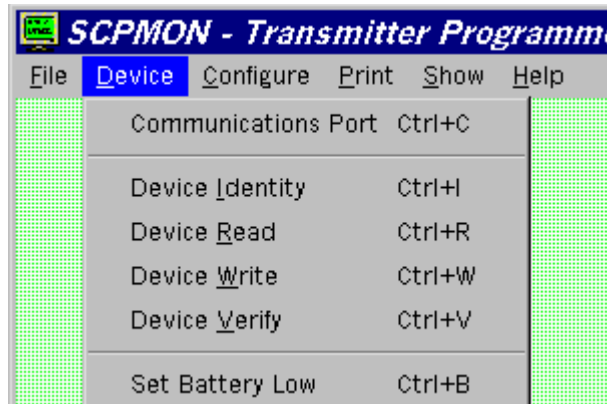 SCPMON - Transmitter Programm
File Device Configure Print Show Help
Communications Port Ctrl+C
Device Identity Ctrl+I
Device Read Ctrl+R
Device Write Ctrl+W
Device Verify Ctrl+V
Set Battery Low Ctrl+B